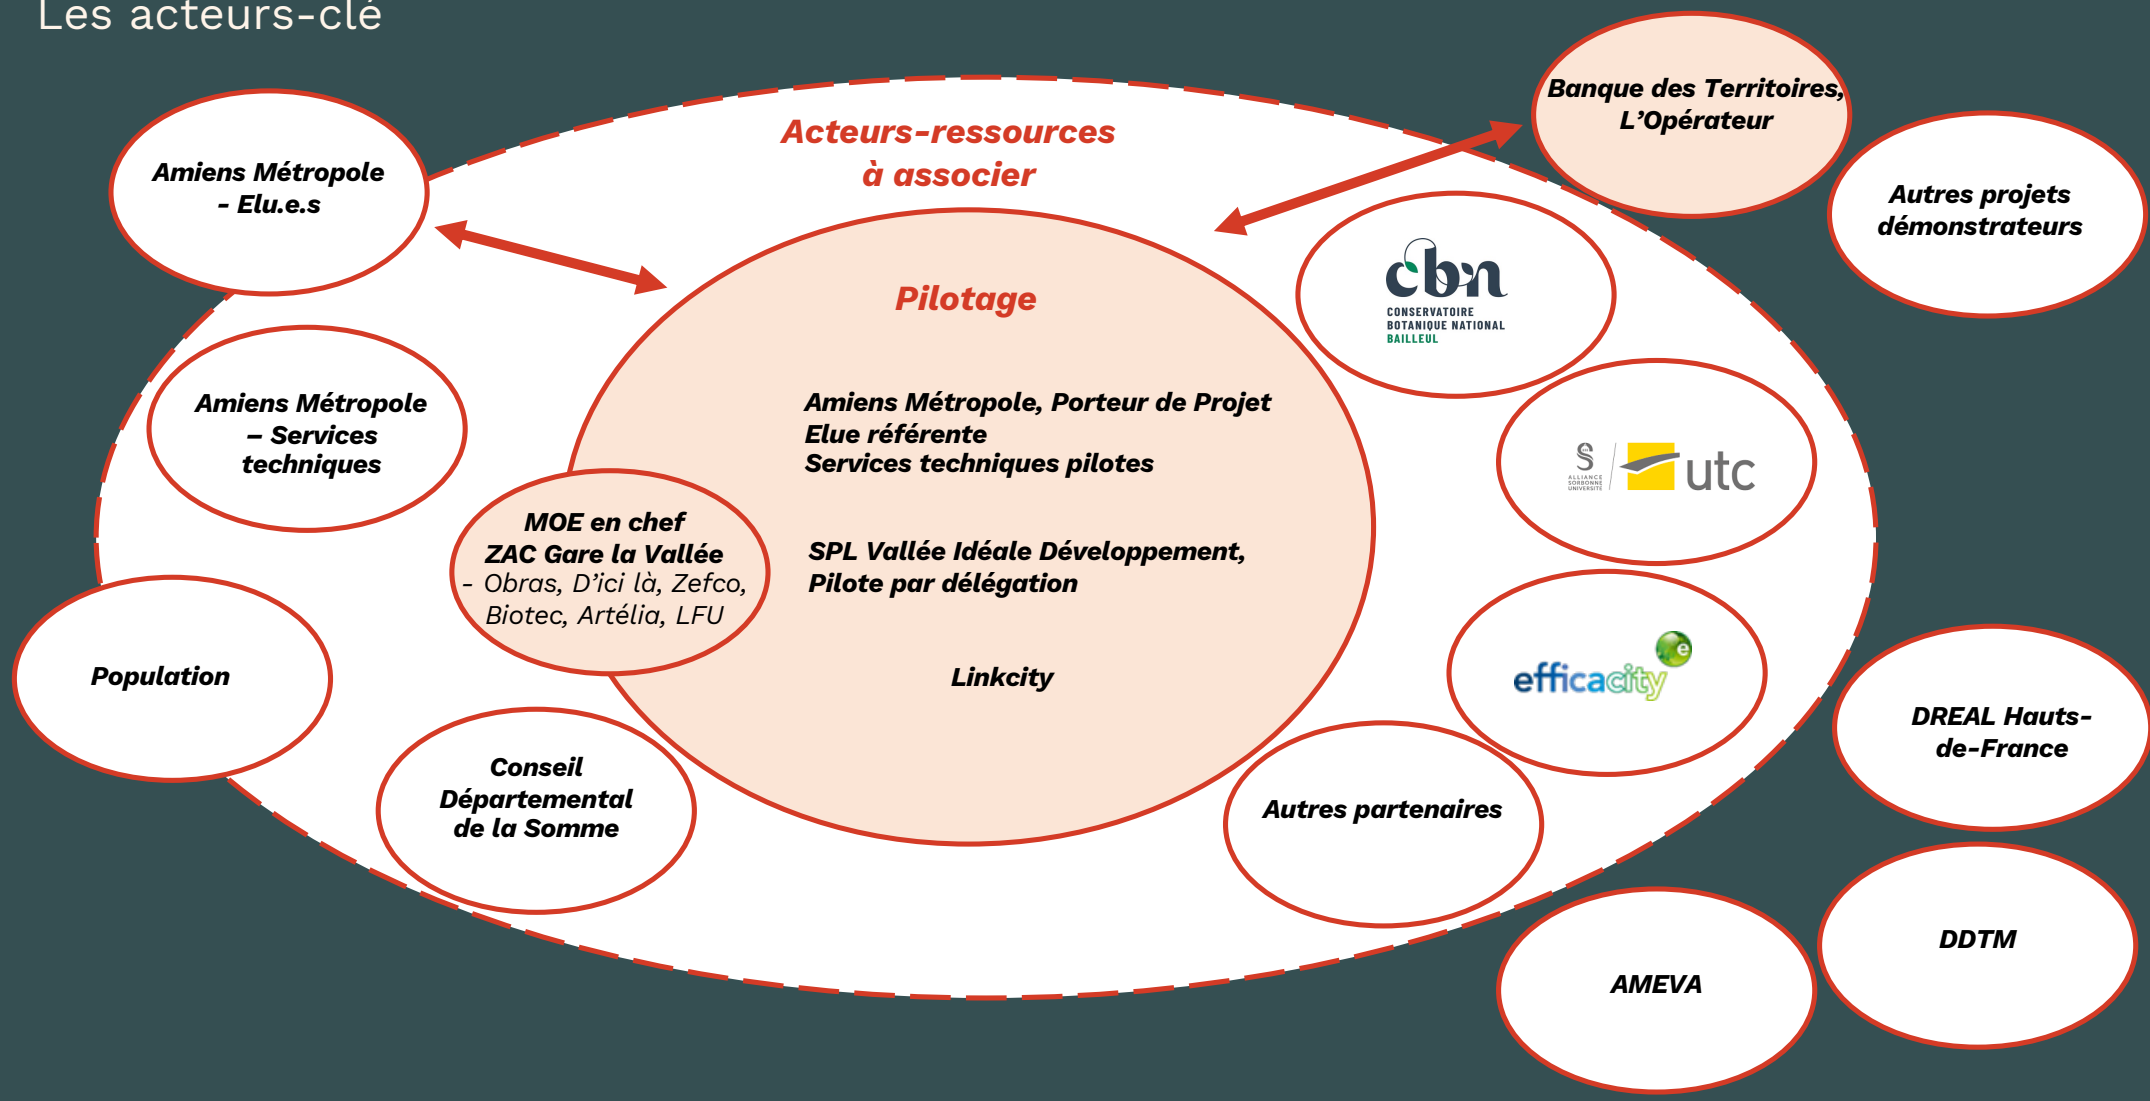 Les acteurs-clé
Banque des Territoires,
L'Opérateur
Autres projets
démonstrateurs
Acteurs-ressources
à associer
Amiens Métropole
- Elu.e.s
Pilotage
cbn
CONSERVATOIRE
BOTANIQUE NATIONAL
BAILLEUL
Amiens Métropole
– Services
techniques
Amiens Métropole, Porteur de Projet
Elue référente
Services techniques pilotes
ALLIANCE
SORBONNE
UNIVERSITÉ
utc
MOE en chef
ZAC Gare la Vallée
- Obras, D'ici là, Zefco,
Biotec, Artélia, LFU
SPL Vallée Idéale Développement,
Pilote par délégation
Linkcity
efficacity
e
Population
Conseil
Départemental
de la Somme
Autres partenaires
DREAL Hauts-
de-France
DDTM
AMEVA